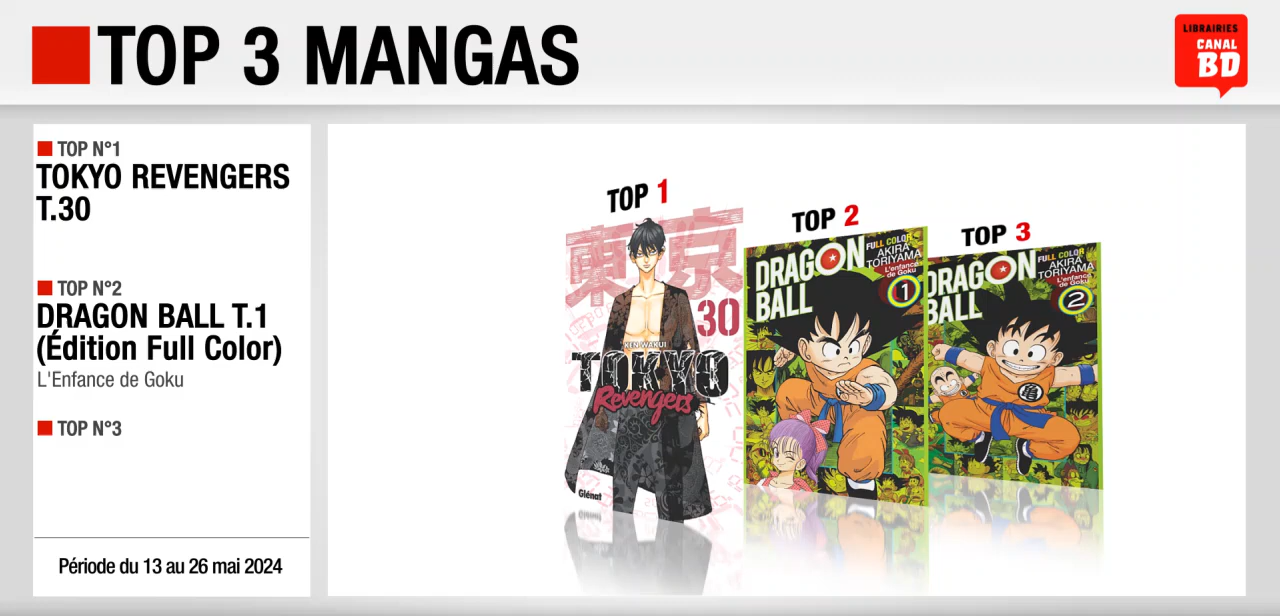 TOP 3 MANGAS
LIBRAIRIES
CANAL
BD
TOP N°1
TOKYO REVENGERS
T.30
TOP N°2
DRAGON BALL T.1
(Édition Full Color)
L'Enfance de Goku
TOP N°3
Période du 13 au 26 mai 2024
TOP 1
東京
30
KEN WAKUI
TOKYO
Revengers
Glénat
TOP 2
DRAGON
BALL
FULL COLOR
AKIRA
TORIYAMA
L'enfance
de Goku
1
TOP 3
DRAGON
BALL
FULL COLOR
AKIRA
TORIYAMA
L'enfance
de Goku
2
亀